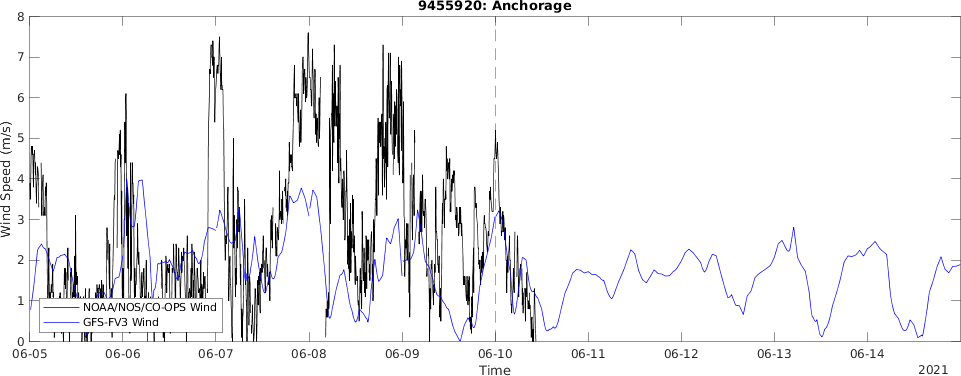 9455920: Anchorage
Wind Speed (m/s)
8
7
6
5
4
3
2
1
0
NOAA/NOS/CO-OPS Wind
GFS-FV3 Wind
06-05 06-06 06-07 06-08 06-09 06-10 06-11 06-12 06-13 06-14
Time
2021